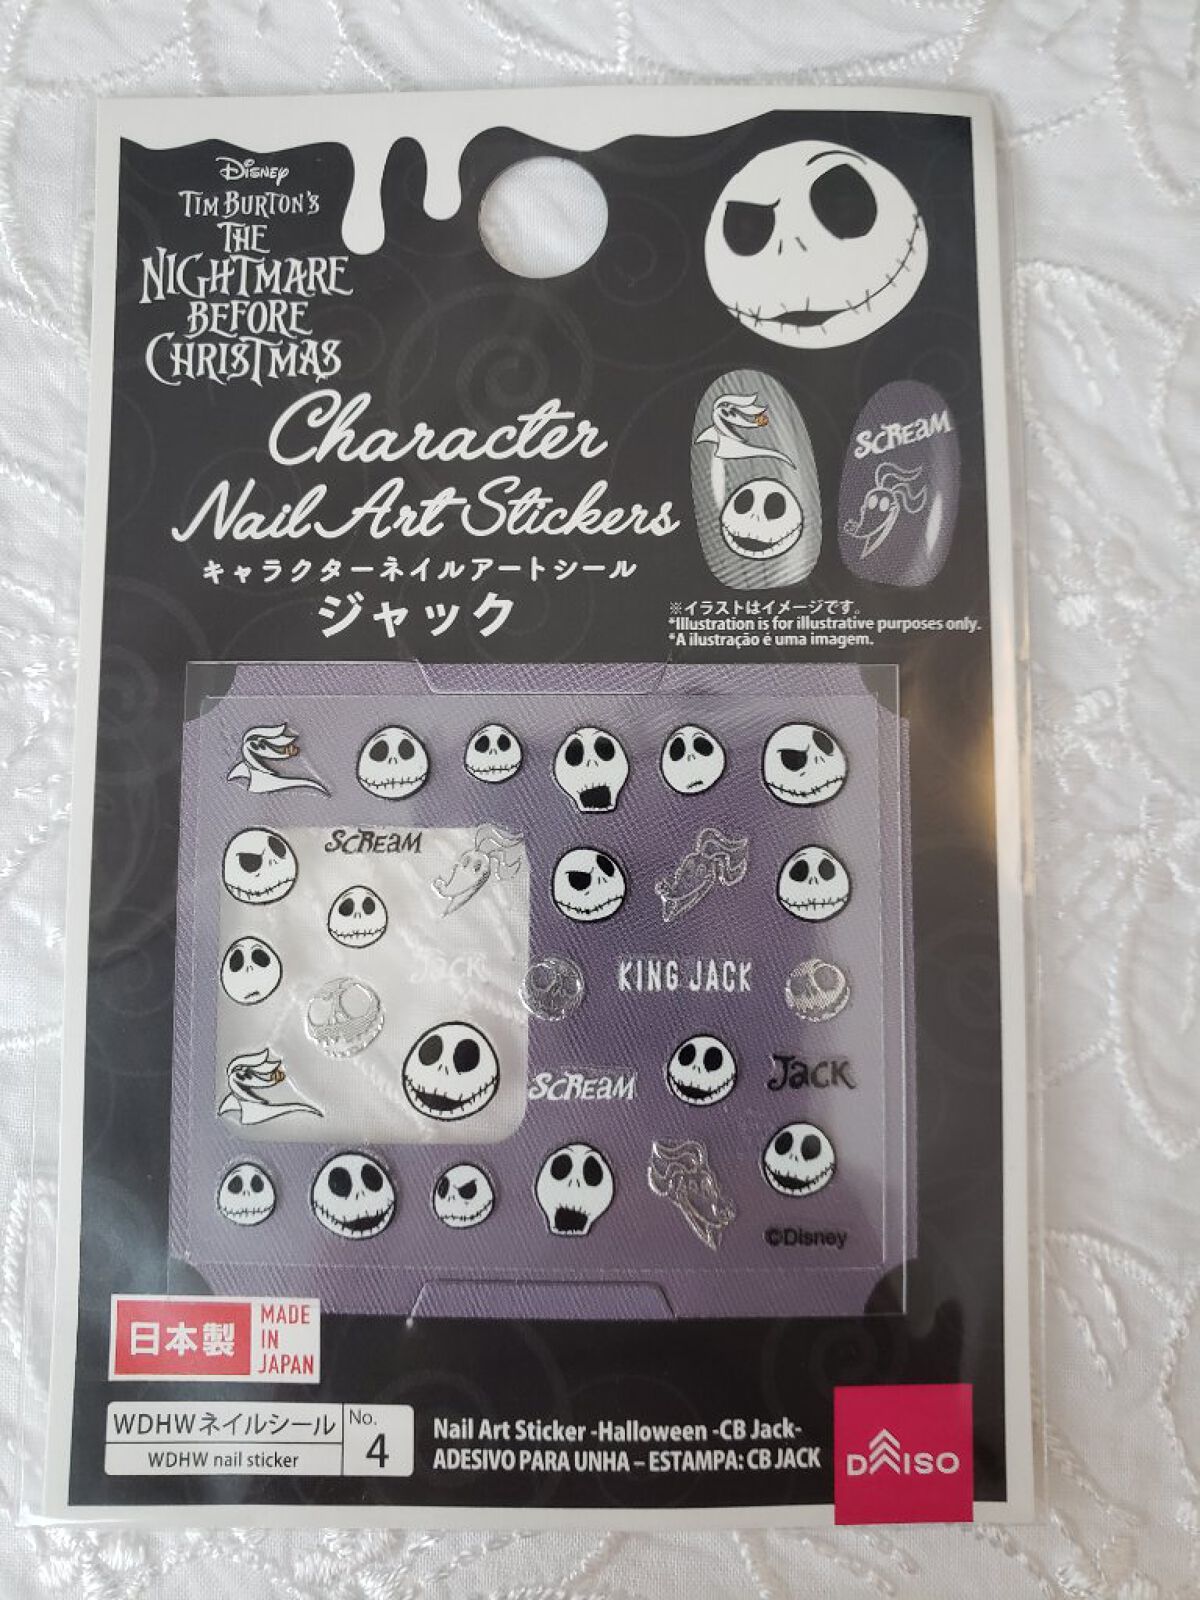 Disney
TIM BURTON'S
THE
NIGHTMARE
BEFORE
CHRISTMAS
Character
Nail Art Stickers
キャラクターネイルアートシール
ジャック
SCREAM
※イラストはイメージです。
*Illustration is for illustrative purposes only.
*A ilustração é uma imagem.
SCREAM
JACK
KING JACK
SCREAM
JACK
©Disney
日本製
MADE
IN
JAPAN
WDHWネイルシール
WDHW nail sticker
No.
4
Nail Art Sticker -Halloween -CB Jack-
ADESIVO PARA UNHA – ESTAMPA: CB JACK
DAISO